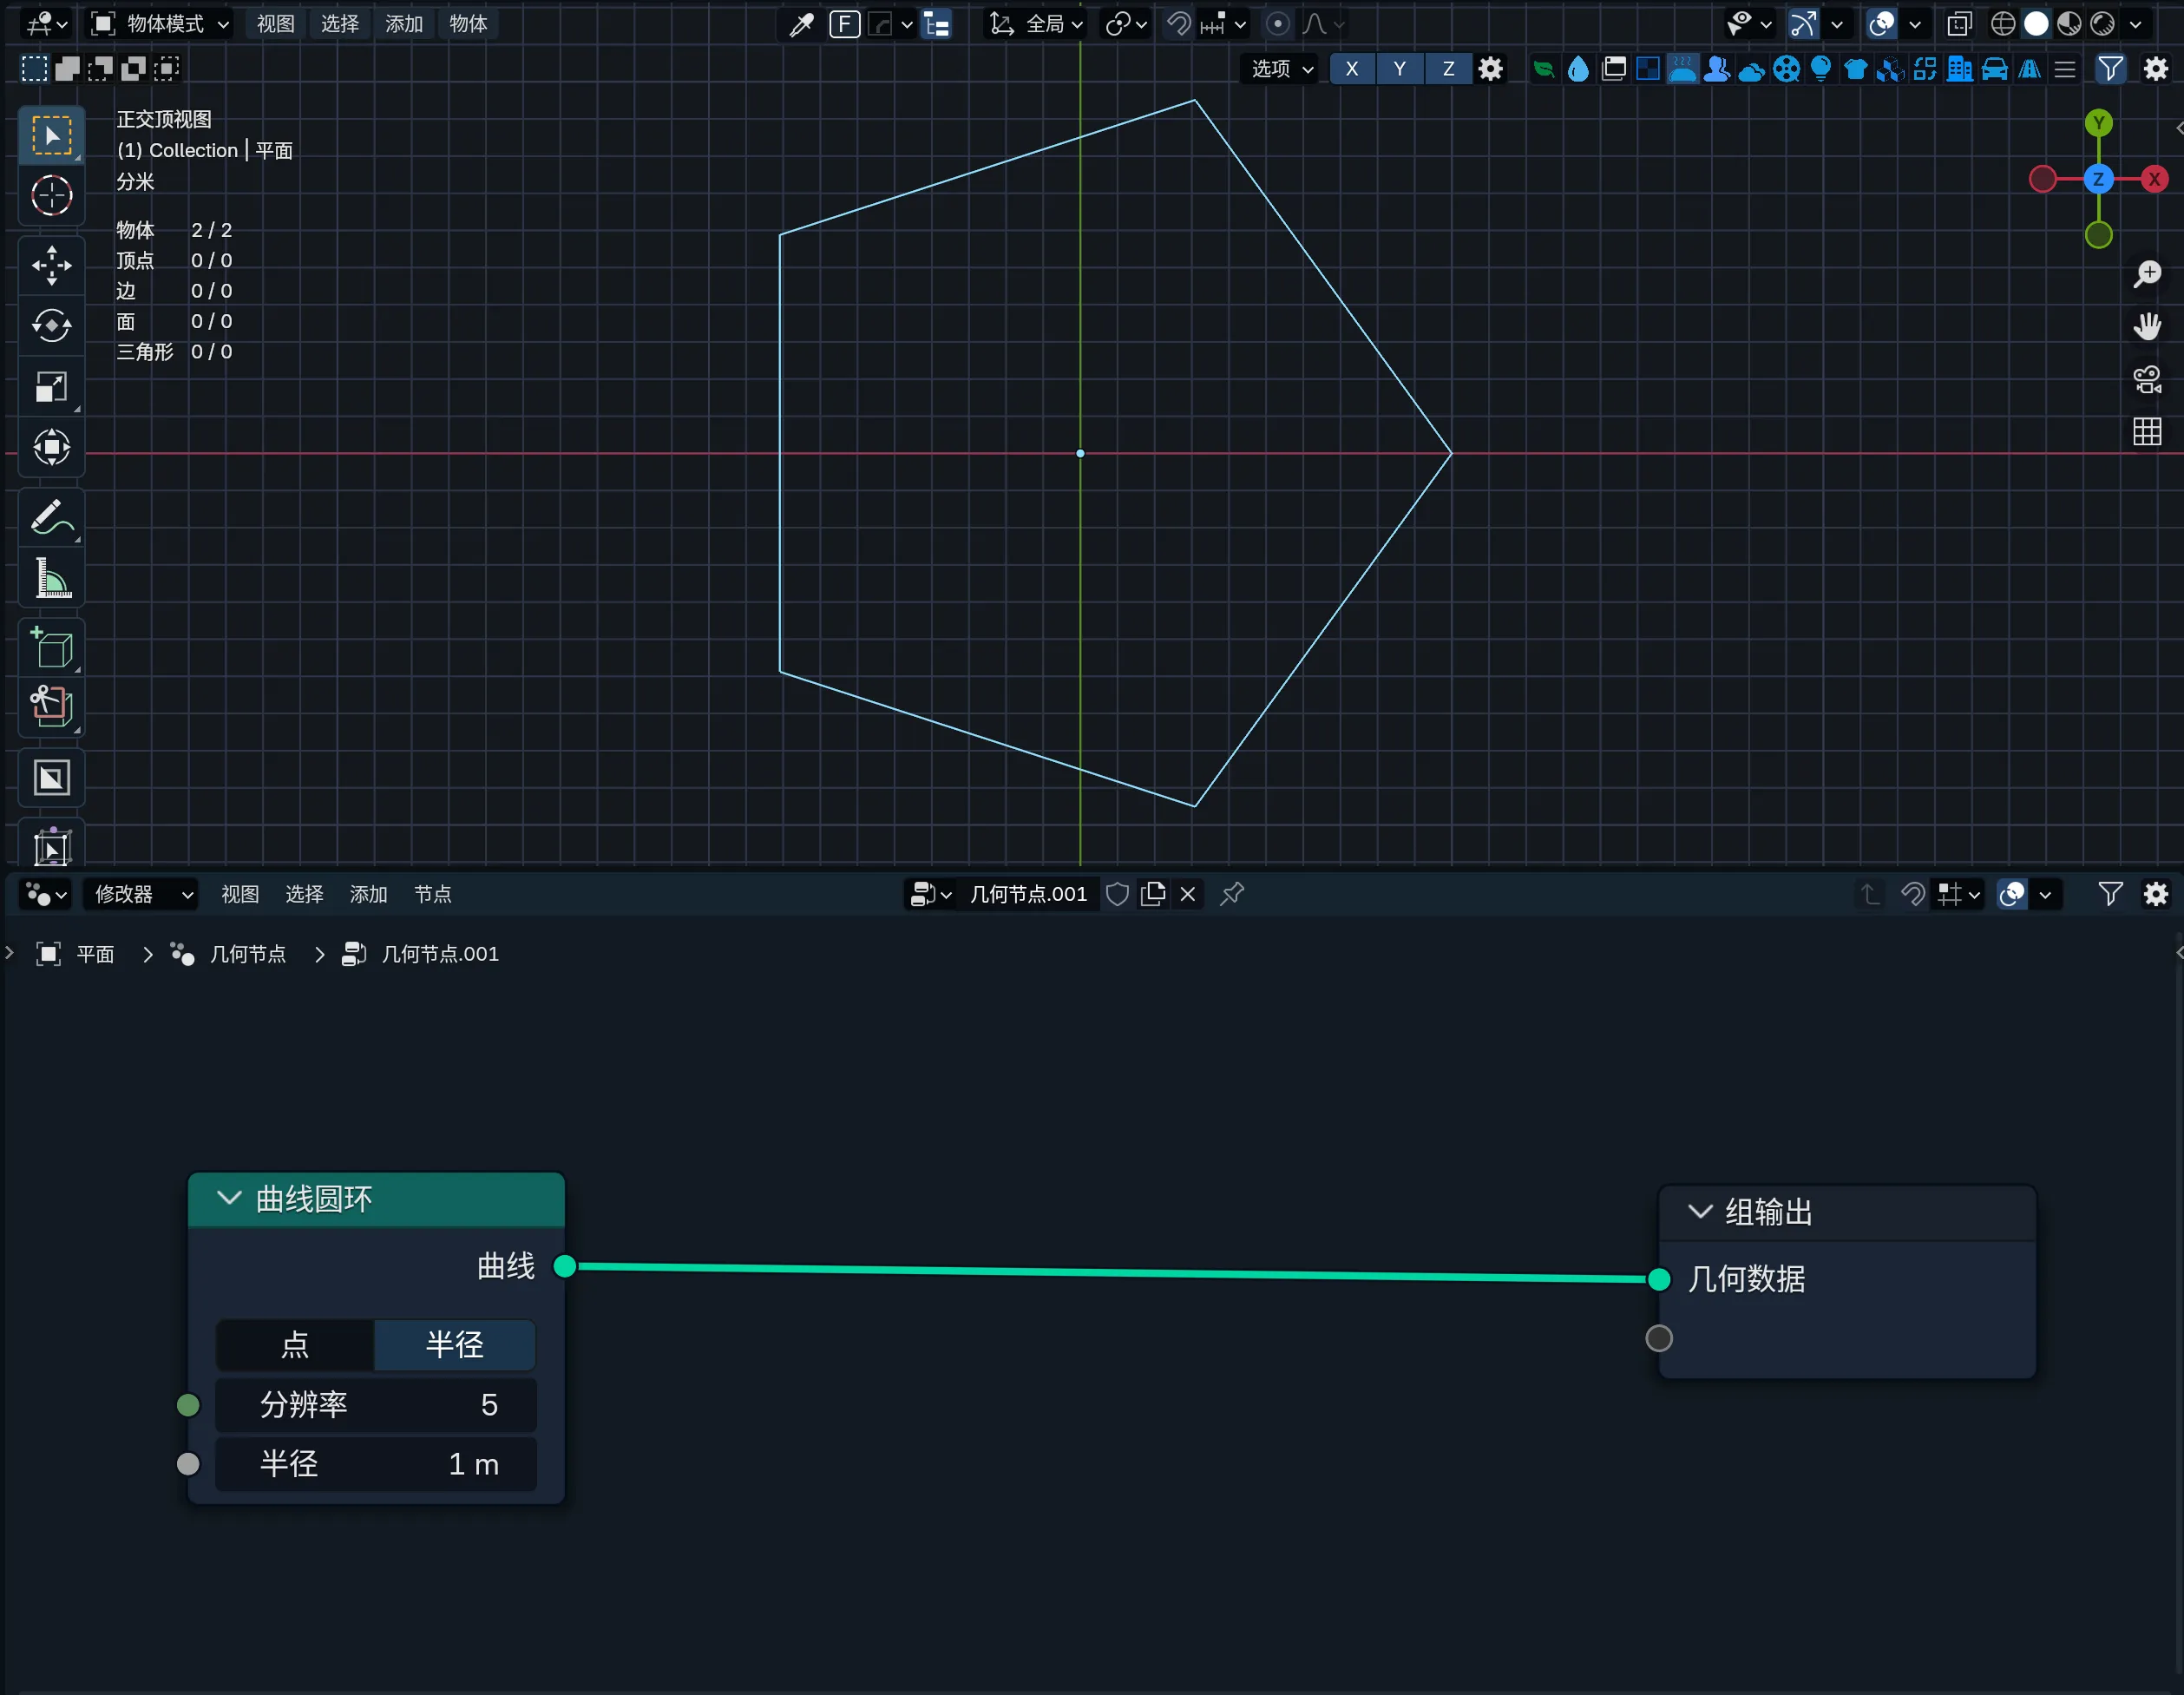 物体模式 视图 选择 添加 物体 F 全局
选项 X Y Z
正交顶视图
(1) Collection | 平面
分米
物体 2 / 2
顶点 0 / 0
边 0 / 0
面 0 / 0
三角形 0 / 0
Y
Z X
修改器 视图 选择 添加 节点 几何节点.001
平面 几何节点 几何节点.001
曲线圆环
曲线
点 半径
分辨率 5
半径 1 m
组输出
几何数据